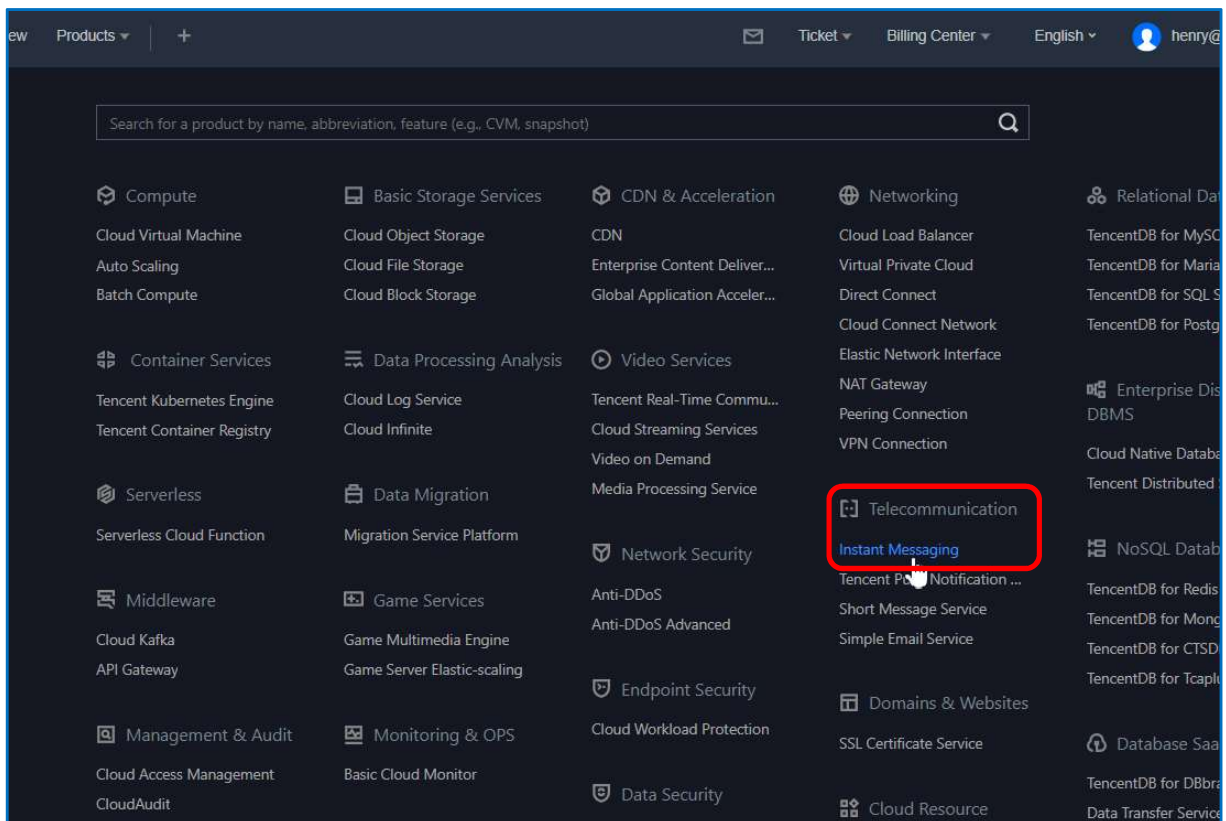 ew Products +
Ticket Billing Center English henry@
Search for a product by name, abbreviation, feature (e.g., CVM, snapshot)
Compute
Cloud Virtual Machine
Auto Scaling
Batch Compute
Container Services
Tencent Kubernetes Engine
Tencent Container Registry
Serverless
Serverless Cloud Function
Middleware
Cloud Kafka
API Gateway
Management & Audit
Cloud Access Management
CloudAudit
Basic Storage Services
Cloud Object Storage
Cloud File Storage
Cloud Block Storage
Data Processing Analysis
Cloud Log Service
Cloud Infinite
Data Migration
Migration Service Platform
Game Services
Game Multimedia Engine
Game Server Elastic-scaling
Monitoring & OPS
Basic Cloud Monitor
CDN & Acceleration
CDN
Enterprise Content Deliver...
Global Application Acceler...
Video Services
Tencent Real-Time Commu...
Cloud Streaming Services
Video on Demand
Media Processing Service
Network Security
Anti-DDoS
Anti-DDoS Advanced
Endpoint Security
Cloud Workload Protection
Data Security
Networking
Cloud Load Balancer
Virtual Private Cloud
Direct Connect
Cloud Connect Network
Elastic Network Interface
NAT Gateway
Peering Connection
VPN Connection
Telecommunication
Instant Messaging
Tencent Notification ...
Short Message Service
Simple Email Service
Domains & Websites
SSL Certificate Service
Cloud Resource
Relational Da
TencentDB for MySQ
TencentDB for Maria
TencentDB for SQL S
TencentDB for Postg
Enterprise Dis
DBMS
Cloud Native Databa
Tencent Distributed
NoSQL Datab
TencentDB for Redis
TencentDB for Mong
TencentDB for CTSD
TencentDB for Tcaplu
Database Saa
TencentDB for DBbra
Data Transfer Service